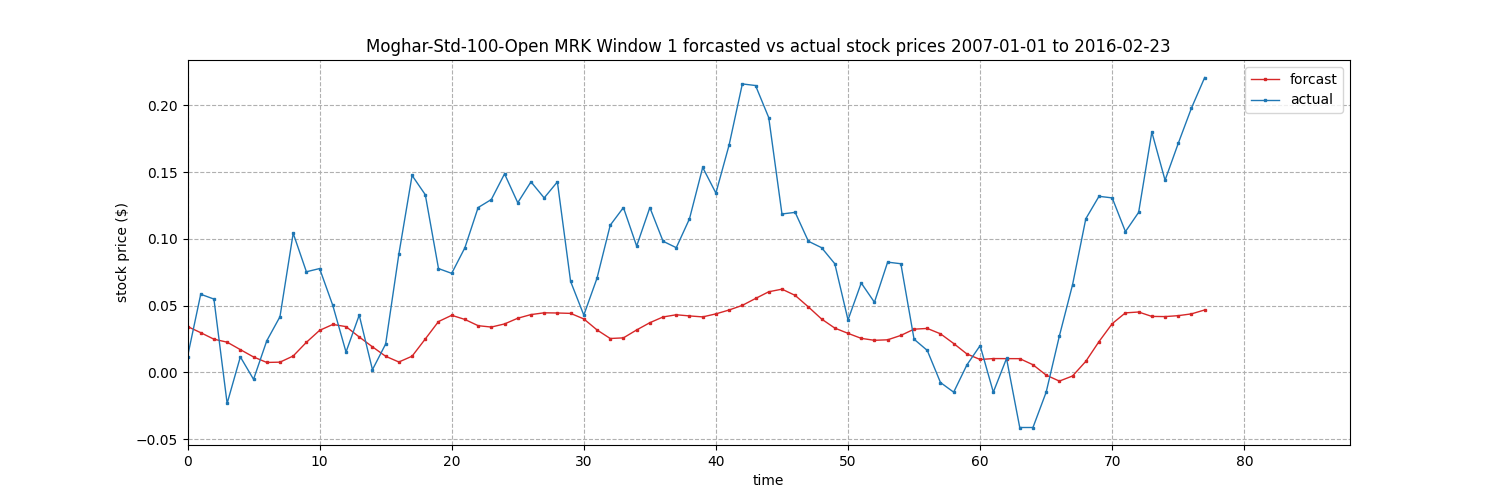 Moghar-Std-100-Open MRK Window 1 forcasted vs actual stock prices 2007-01-01 to 2016-02-23
forcast
actual
stock price ($)
0.20
0.15
0.10
0.05
0.00
−0.05
0 10 20 30 40 50 60 70 80
time